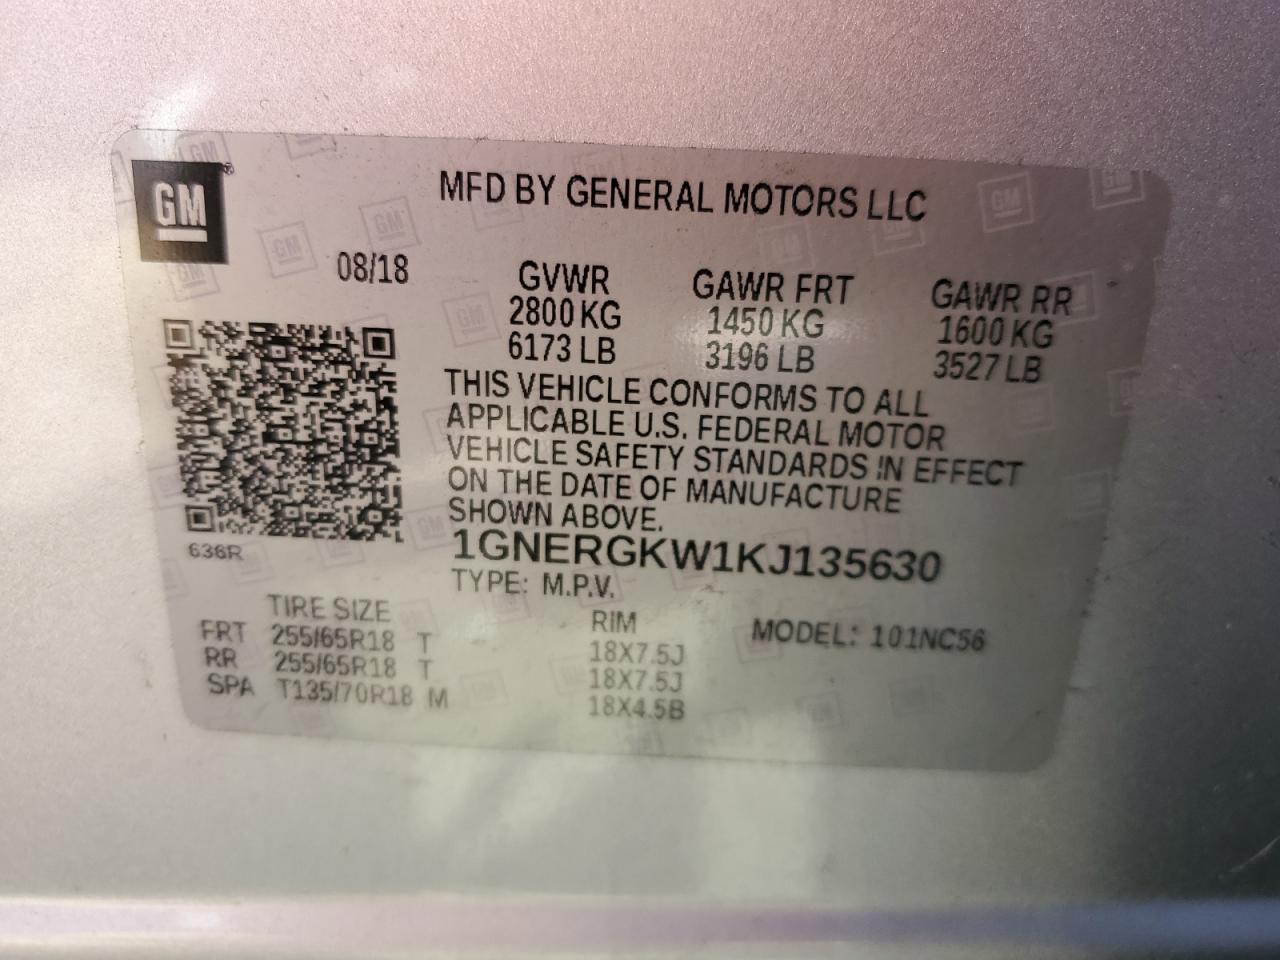 GM
MFD BY GENERAL MOTORS LLC
08/18
GVWR GAWR FRT GAWR RR
2800 KG 1450 KG 1600 KG
6173 LB 3196 LB 3527 LB
THIS VEHICLE CONFORMS TO ALL
APPLICABLE U.S. FEDERAL MOTOR
VEHICLE SAFETY STANDARDS IN EFFECT
ON THE DATE OF MANUFACTURE
SHOWN ABOVE.
636R
1GNERGKW1KJ135630
TYPE: M.P.V.
TIRE SIZE RIM MODEL: 101NC56
FRT 255/65R18 T 18X7.5J
RR 255/65R18 T 18X7.5J
SPA T135/70R18 M 18X4.5B